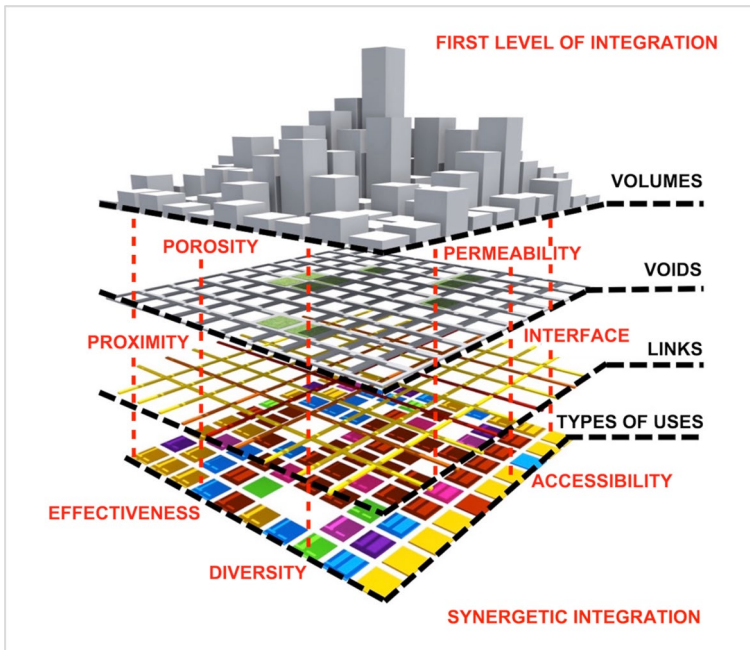 FIRST LEVEL OF INTEGRATION
VOLUMES
POROSITY
PERMEABILITY
VOIDS
PROXIMITY
INTERFACE
LINKS
TYPES OF USES
ACCESSIBILITY
EFFECTIVENESS
DIVERSITY
SYNERGETIC INTEGRATION